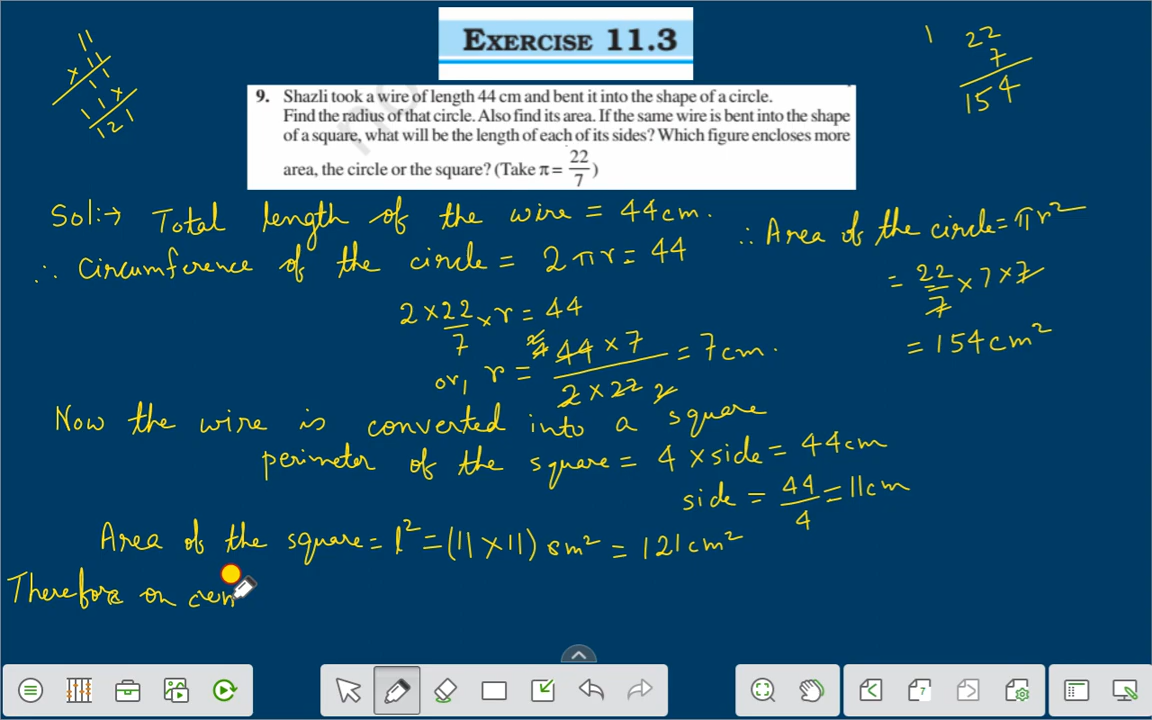 EXERCISE 11.3
11
× 11
11
11×
121
1
22
7
154
9. Shazli took a wire of length 44 cm and bent it into the shape of a circle.
Find the radius of that circle. Also find its area. If the same wire is bent into the shape
of a square, what will be the length of each of its sides? Which figure encloses more
area, the circle or the square? (Take π = 22/7)
Sol:→ Total length of the wire = 44cm.
∴ Circumference of the circle = 2πr = 44
2 × 22/7 × r = 44
or, r = 44 × 7 / 2 × 22 = 7cm.
∴ Area of the circle = πr²
= 22/7 × 7 × 7
= 154cm²
Now the wire is converted into a square
perimeter of the square = 4 × side = 44cm
side = 44/4 = 11cm
Area of the square = l² = (11 × 11) cm² = 121cm²
Therefore on
7